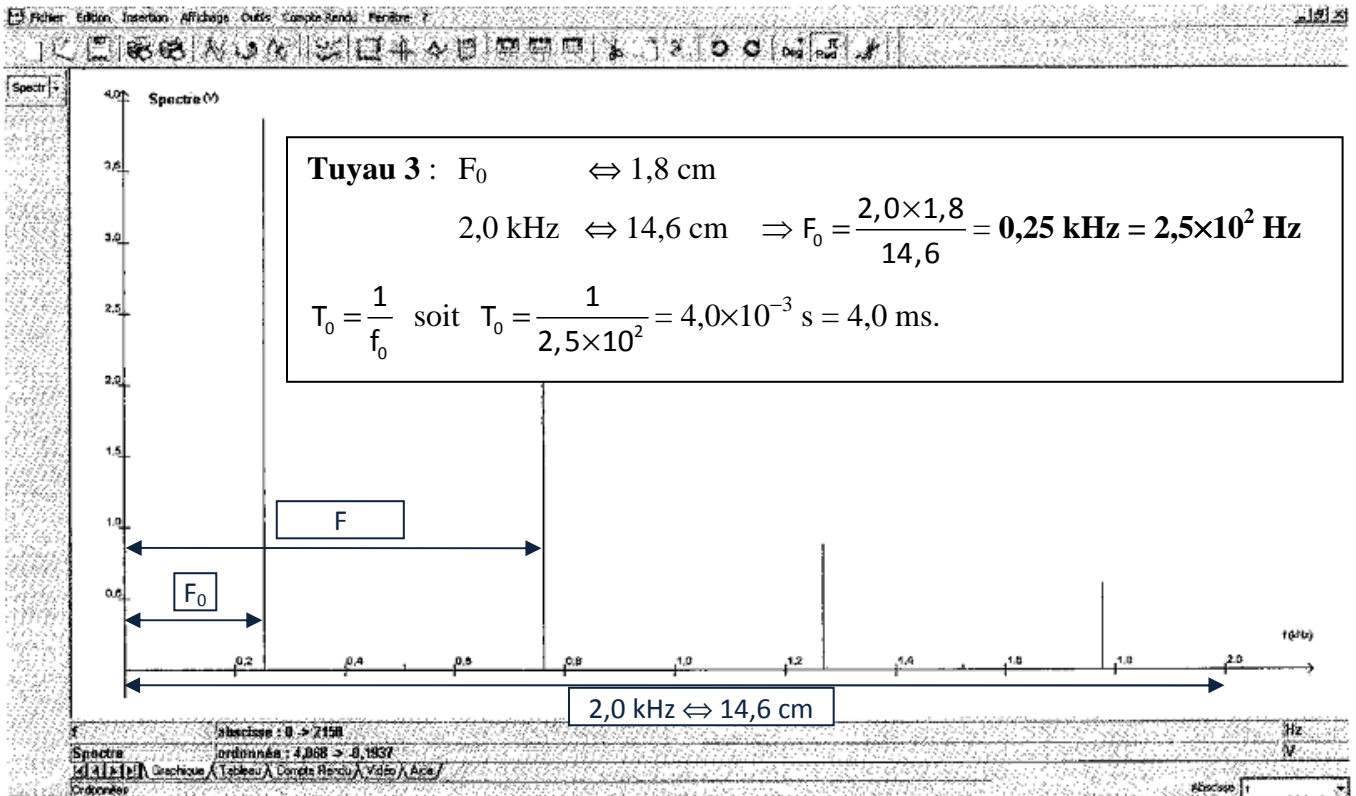 Fichier Edition Insertion Affichage Outils Compte Rendu Fenêtre ?
Spectr
Spectre (V)
4,0
3,5
3,0
2,5
2,0
1,5
1,0
0,5
Tuyau 3 : F₀ ⇔ 1,8 cm
2,0 kHz ⇔ 14,6 cm ⇒ F₀ = 2,0×1,8 / 14,6 = 0,25 kHz = 2,5×10² Hz
T₀ = 1 / f₀ soit T₀ = 1 / 2,5×10² = 4,0×10⁻³ s = 4,0 ms.
F
F₀
f(kHz)
0,2 0,4 0,6 0,8 1,0 1,2 1,4 1,6 1,8 2,0
2,0 kHz ⇔ 14,6 cm
f abscisse : 0 -> 2150 Hz
Spectre ordonnée : 4,068 -> -0,1937 V
Graphique Tableau Compte Rendu Vidéo
Ordonnées Abscisse f